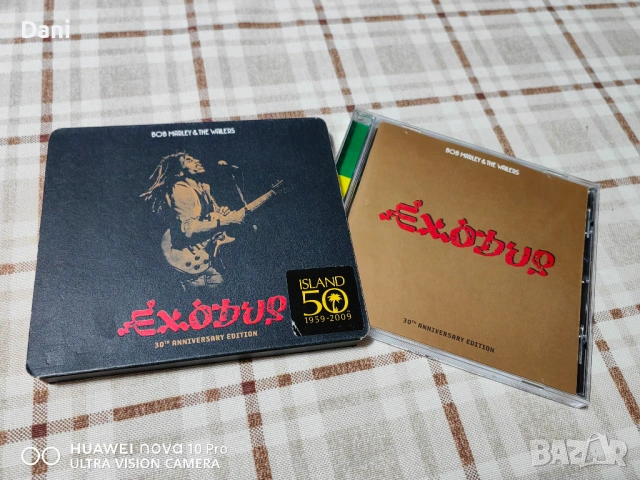 Dani
BOB MARLEY & THE WAILERS
EXODUS
30TH ANNIVERSARY EDITION
ISLAND
50
1959-2009
BOB MARLEY & THE WAILERS
EXODUS
30TH ANNIVERSARY EDITION
HUAWEI nova 10 Pro
ULTRA VISION CAMERA
BAZAR